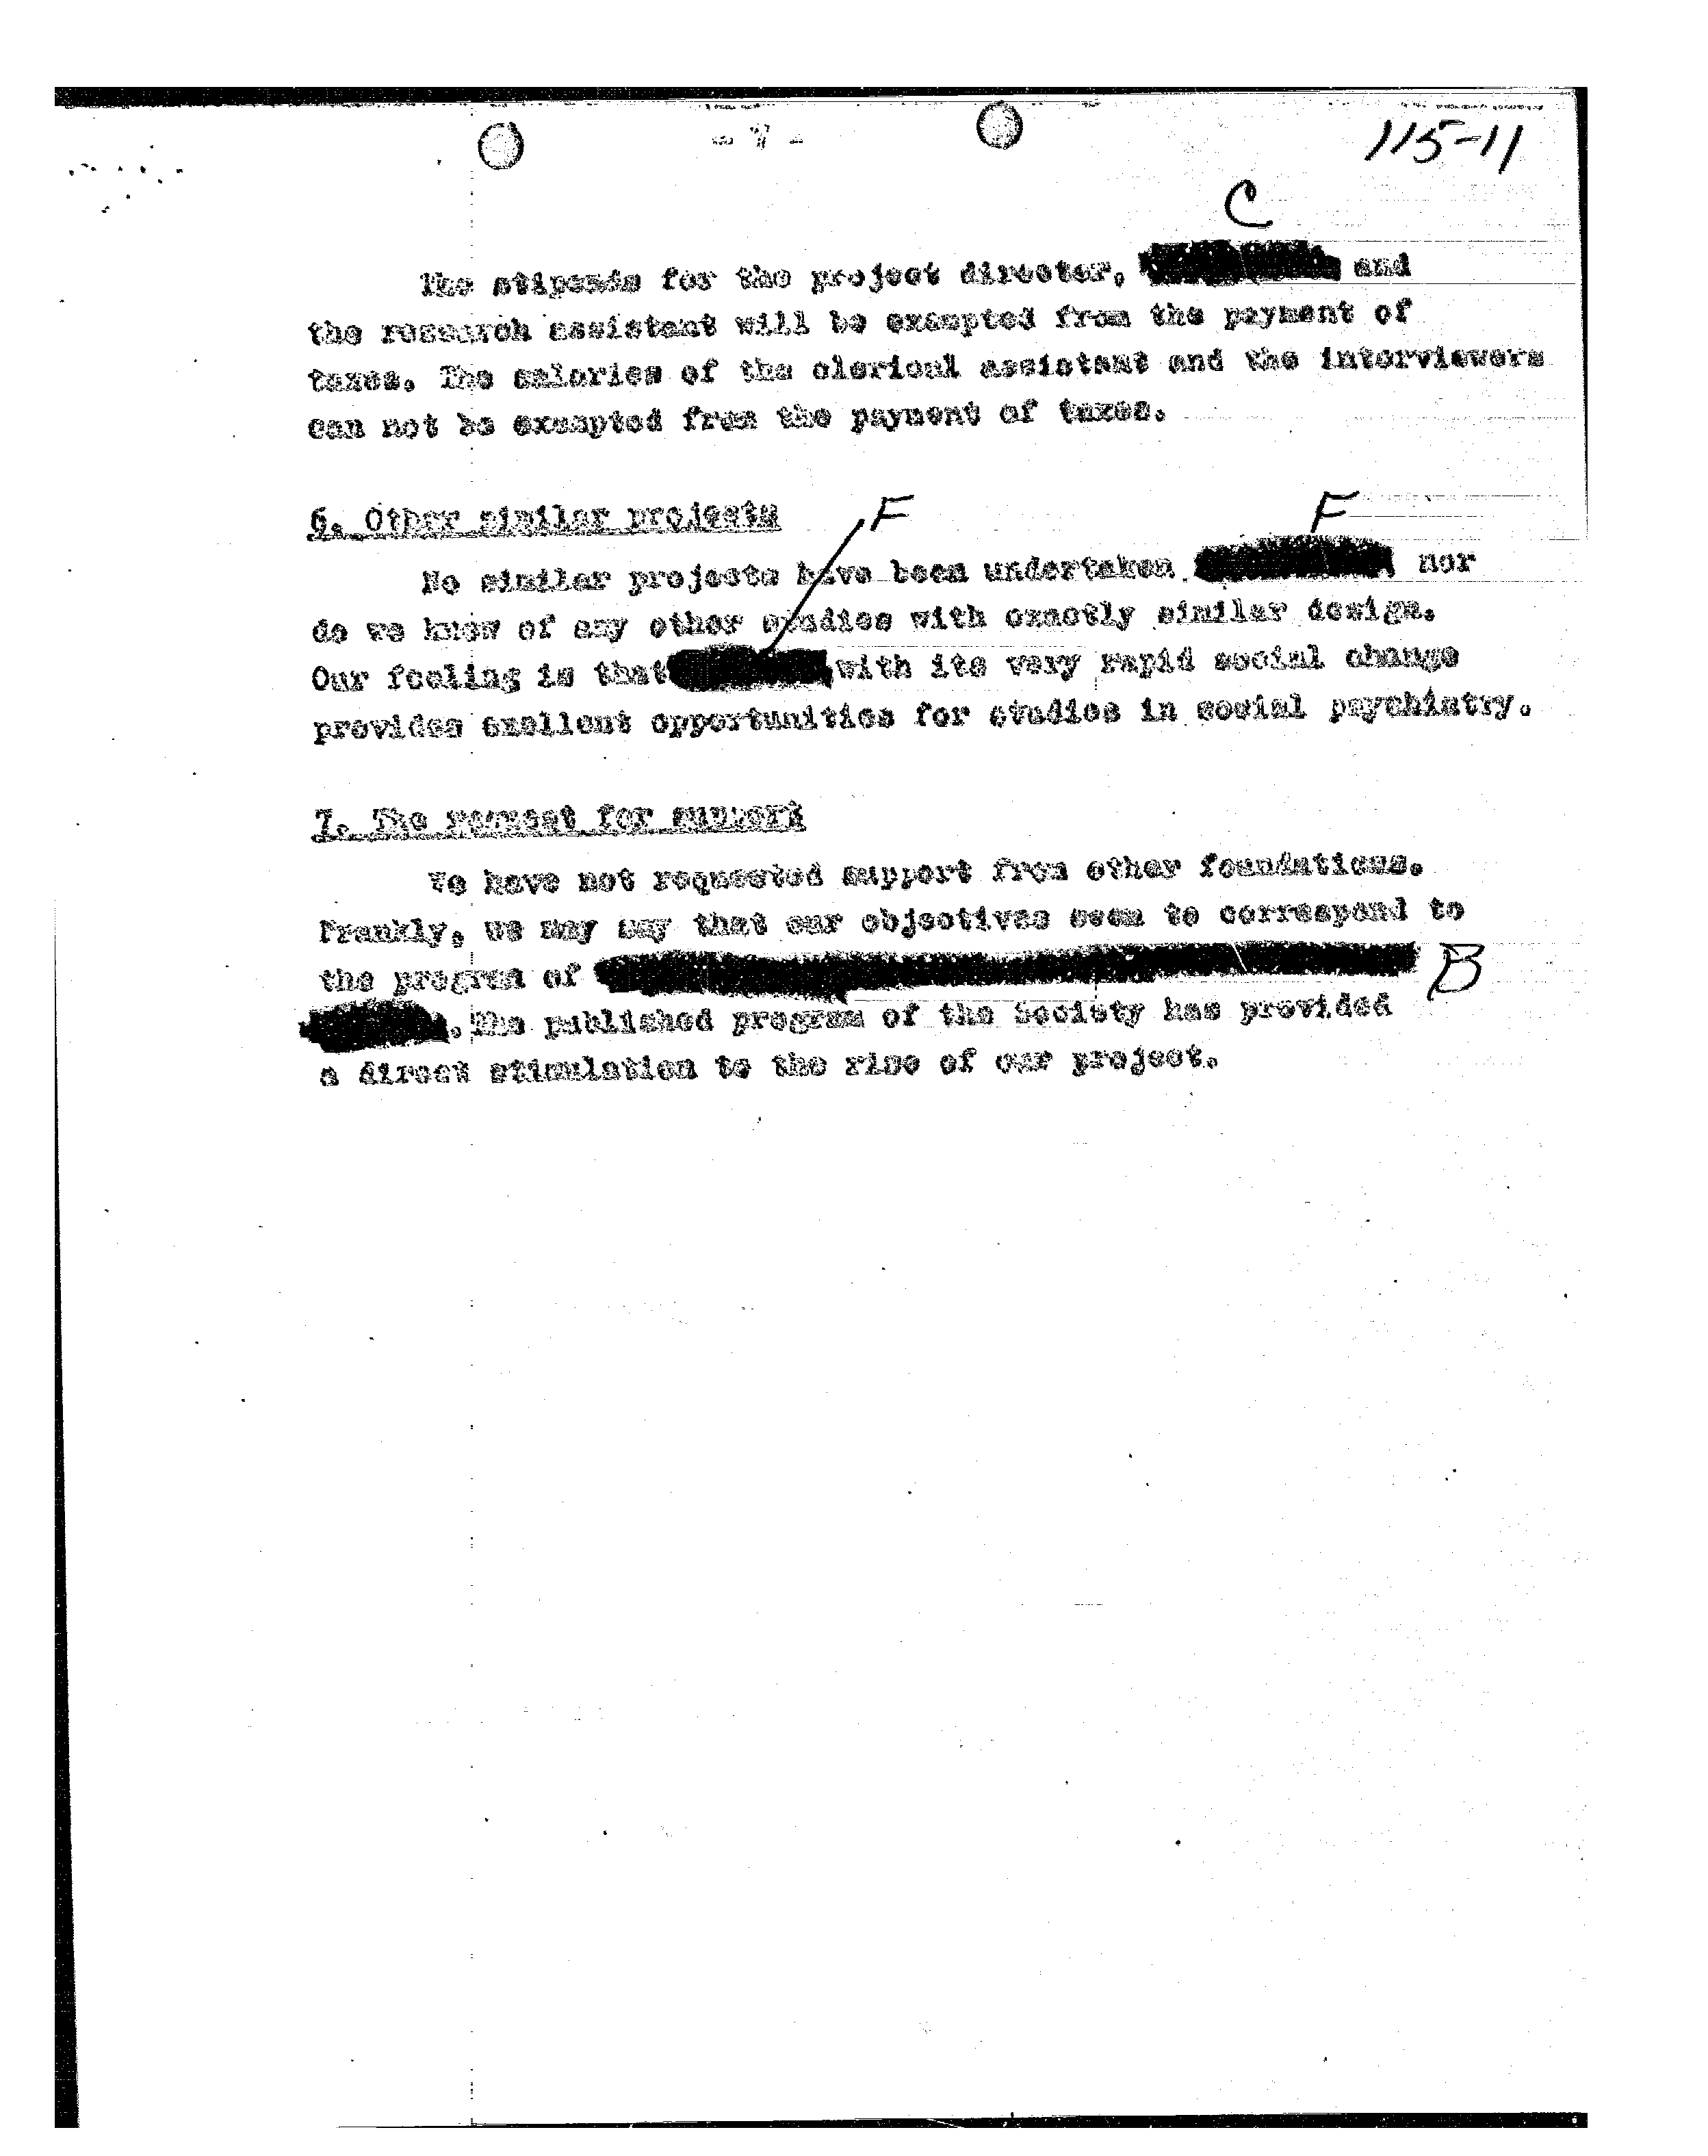 - 7 -
115-11
C
The stipends for the project director, and
the research assistant will be exempted from the payment of
taxes. The salaries of the clerical assistant and the interviewers
can not be exempted from the payment of taxes.
6. Other similar projects
F
F
No similar projects have been undertaken nor
do we know of any other studies with exactly similar design.
Our feeling is that with its very rapid social change
provides exellent opportunities for studies in social psychiatry.
7. The request for support
We have not requested support from other foundations.
Frankly, we may say that our objectives seem to correspond to
the program of
B
. The published program of the Society has provided
a direct stimulation to the rise of our project.